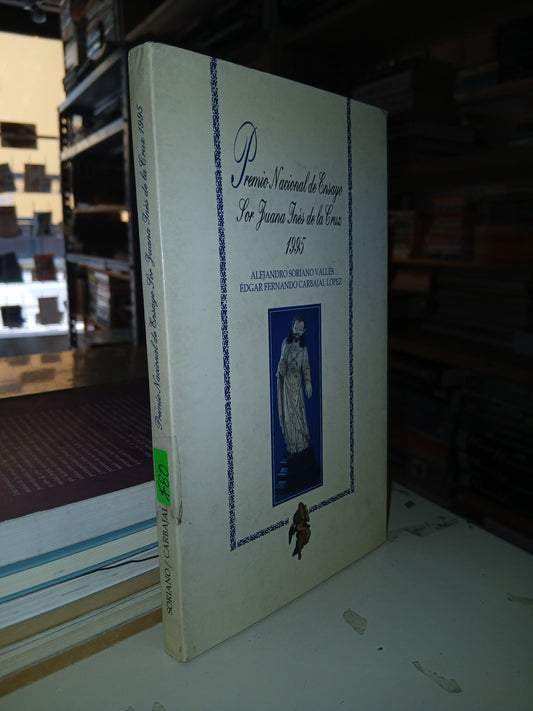 Premio Nacional de Ensayo
Sor Juana Inés de la Cruz
1995
ALEJANDRO SORIANO VALLÈS
ÉDGAR FERNANDO CARBAJAL LÓPEZ
Premio Nacional de Ensayo Sor Juana Inés de la Cruz 1995
SORIANO / CARBAJAL